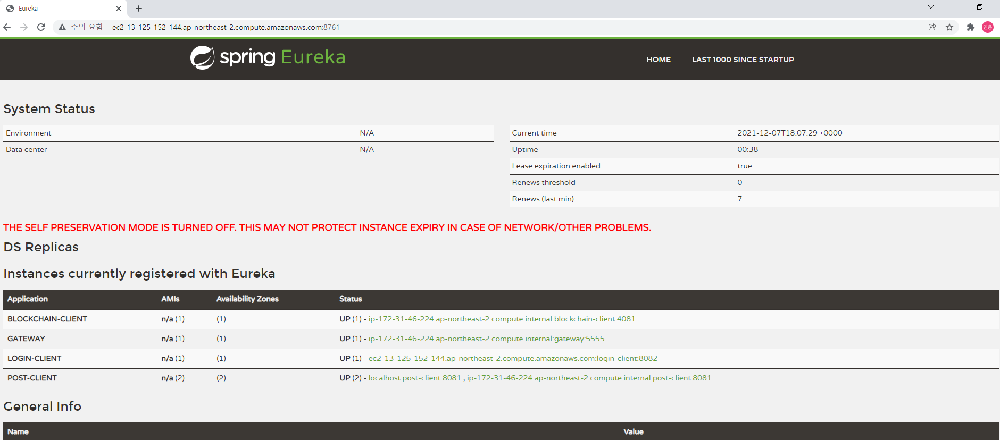 Eureka
주의 요함 ec2-13-125-152-144.ap-northeast-2.compute.amazonaws.com:8761
인용
spring Eureka
HOME LAST 1000 SINCE STARTUP
System Status
Environment N/A
Data center N/A
Current time 2021-12-07T18:07:29 +0000
Uptime 00:38
Lease expiration enabled true
Renews threshold 0
Renews (last min) 7
THE SELF PRESERVATION MODE IS TURNED OFF. THIS MAY NOT PROTECT INSTANCE EXPIRY IN CASE OF NETWORK/OTHER PROBLEMS.
DS Replicas
Instances currently registered with Eureka
Application AMIs Availability Zones Status
BLOCKCHAIN-CLIENT n/a (1) (1) UP (1) - ip-172-31-46-224.ap-northeast-2.compute.internal:blockchain-client:4081
GATEWAY n/a (1) (1) UP (1) - ip-172-31-46-224.ap-northeast-2.compute.internal:gateway:5555
LOGIN-CLIENT n/a (1) (1) UP (1) - ec2-13-125-152-144.ap-northeast-2.compute.amazonaws.com:login-client:8082
POST-CLIENT n/a (2) (2) UP (2) - localhost:post-client:8081 , ip-172-31-46-224.ap-northeast-2.compute.internal:post-client:8081
General Info
Name Value